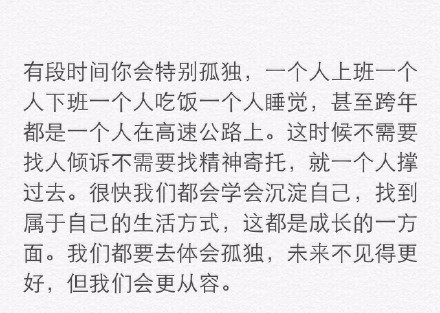 有段时间你会特别孤独，一个人上班一个
人下班一个人吃饭一个人睡觉，甚至跨年
都是一个人在高速公路上。这时候不需要
找人倾诉不需要找精神寄托，就一个人撑
过去。很快我们都会学会沉淀自己，找到
属于自己的生活方式，这都是成长的一方
面。我们都要去体会孤独，未来不见得更
好，但我们会更从容。